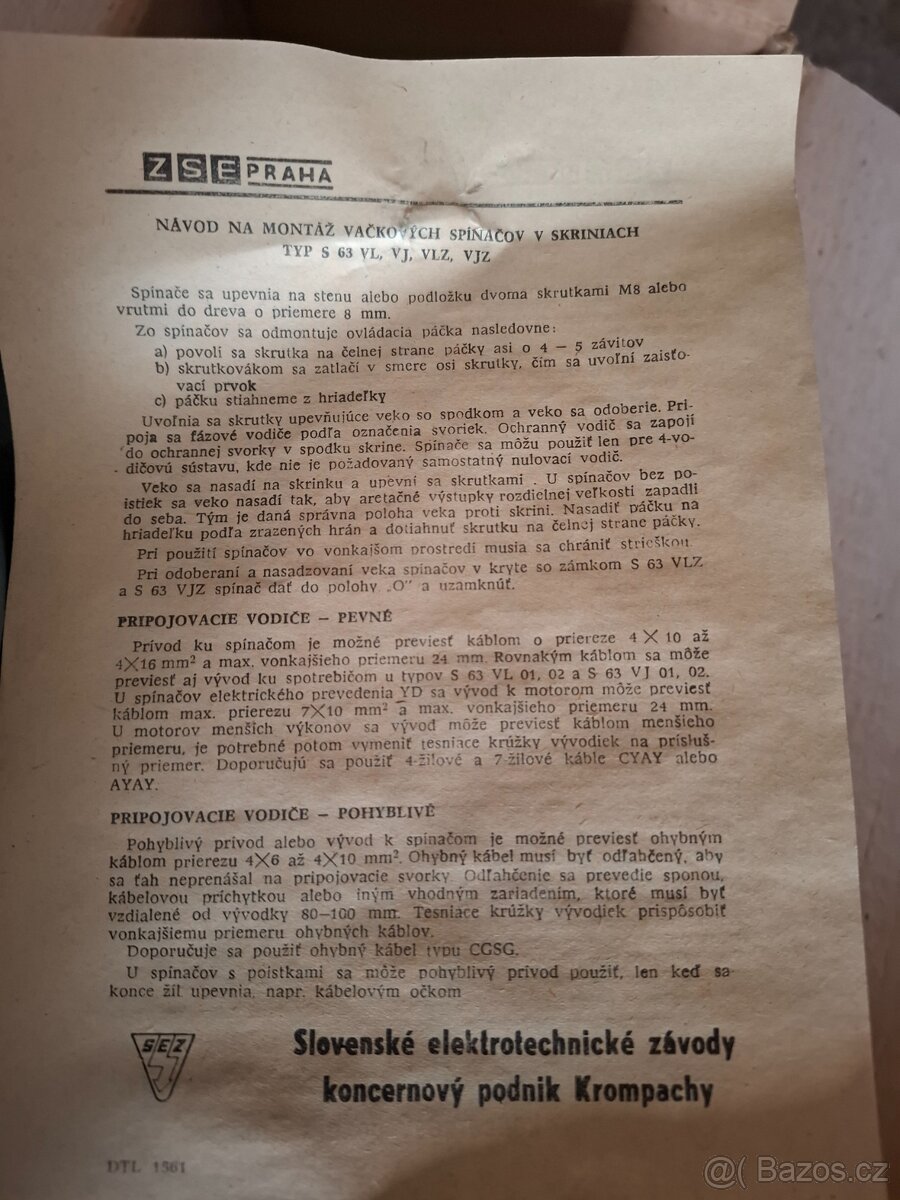 ZSE PRAHA
NÁVOD NA MONTÁŽ VAČKOVÝCH SPÍNAČOV V SKRINIACH
TYP S 63 VL, VJ, VLZ, VJZ
Spínače sa upevnia na stenu alebo podložku dvoma skrutkami M8 alebo
vrutmi do dreva o priemere 8 mm.
Zo spínačov sa odmontuje ovládacia páčka nasledovne:
a) povolí sa skrutka na čelnej strane páčky asi o 4 – 5 závitov
b) skrutkovákom sa zatlačí v smere osi skrutky, čím sa uvoľní zaisťo-
vací prvok
c) páčku stiahneme z hriadeľky
Uvoľnia sa skrutky upevňujúce veko so spodkom a veko sa odoberie. Pri-
poja sa fázové vodiče podľa označenia svoriek. Ochranný vodič sa zapojí
do ochrannej svorky v spodku skrine. Spínače sa môžu použiť len pre 4-vo-
dičovú sústavu, kde nie je požadovaný samostatný nulovací vodič.
Veko sa nasadí na skrinku a upevní sa skrutkami . U spínačov bez po-
istiek sa veko nasadí tak, aby aretačné výstupky rozdielnej veľkosti zapadli
do seba. Tým je daná správna poloha veka proti skrini. Nasadiť páčku na
hriadeľku podľa zrazených hrán a dotiahnuť skrutku na čelnej strane páčky.
Pri použití spínačov vo vonkajšom prostredí musia sa chrániť strieškou.
Pri odoberaní a nasadzovaní veka spínačov v kryte so zámkom S 63 VLZ
a S 63 VJZ spínač dať do polohy „O" a uzamknúť.
PRIPOJOVACIE VODIČE – PEVNÉ
Prívod ku spínačom je možné previesť káblom o priereze 4 X 10 až
4X16 mm² a max. vonkajšieho priemeru 24 mm. Rovnakým káblom sa môže
previesť aj vývod ku spotrebičom u typov S 63 VL 01, 02 a S 63 VJ 01, 02.
U spínačov elektrického prevedenia YD sa vývod k motorom môže previesť
káblom max. prierezu 7X10 mm² a max. vonkajšieho priemeru 24 mm.
U motorov menších výkonov sa vývod môže previesť káblom menšieho
priemeru, je potrebné potom vymeniť tesniace krúžky vývodiek na prísluš-
ný priemer. Doporučujú sa použiť 4-žilové a 7-žilové káble CYAY alebo
AYAY.
PRIPOJOVACIE VODIČE – POHYBLIVÉ
Pohyblivý prívod alebo vývod k spínačom je možné previesť ohybným
káblom prierezu 4X6 až 4X10 mm². Ohybný kábel musí byť odľahčený, aby
sa ťah neprenášal na pripojovacie svorky. Odľahčenie sa prevedie sponou,
kábelovou príchytkou alebo iným vhodným zariadením, ktoré musí byť
vzdialené od vývodky 80–100 mm. Tesniace krúžky vývodiek prispôsobiť
vonkajšiemu priemeru ohybných káblov.
Doporučuje sa použiť ohybný kábel typu CGSG.
U spínačov s poistkami sa môže pohyblivý prívod použiť, len keď sa
konce žíl upevnia, napr. kábelovým očkom
SEZ
Slovenské elektrotechnické závody
koncernový podnik Krompachy
DTL 1561
@( Bazos.cz